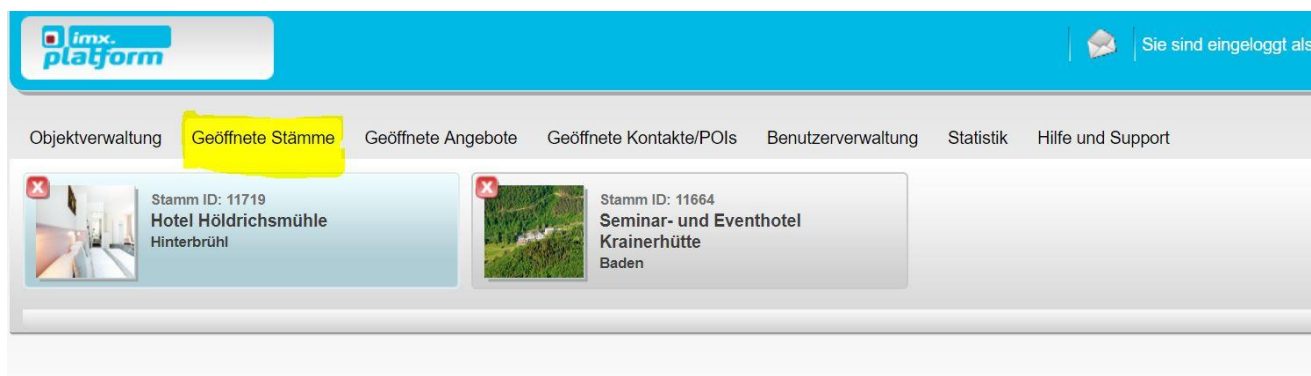 imx.
platform
Sie sind eingeloggt als
Objektverwaltung Geöffnete Stämme Geöffnete Angebote Geöffnete Kontakte/POIs Benutzerverwaltung Statistik Hilfe und Support
Stamm ID: 11719
Hotel Höldrichsmühle
Hinterbrühl
Stamm ID: 11664
Seminar- und Eventhotel
Krainerhütte
Baden